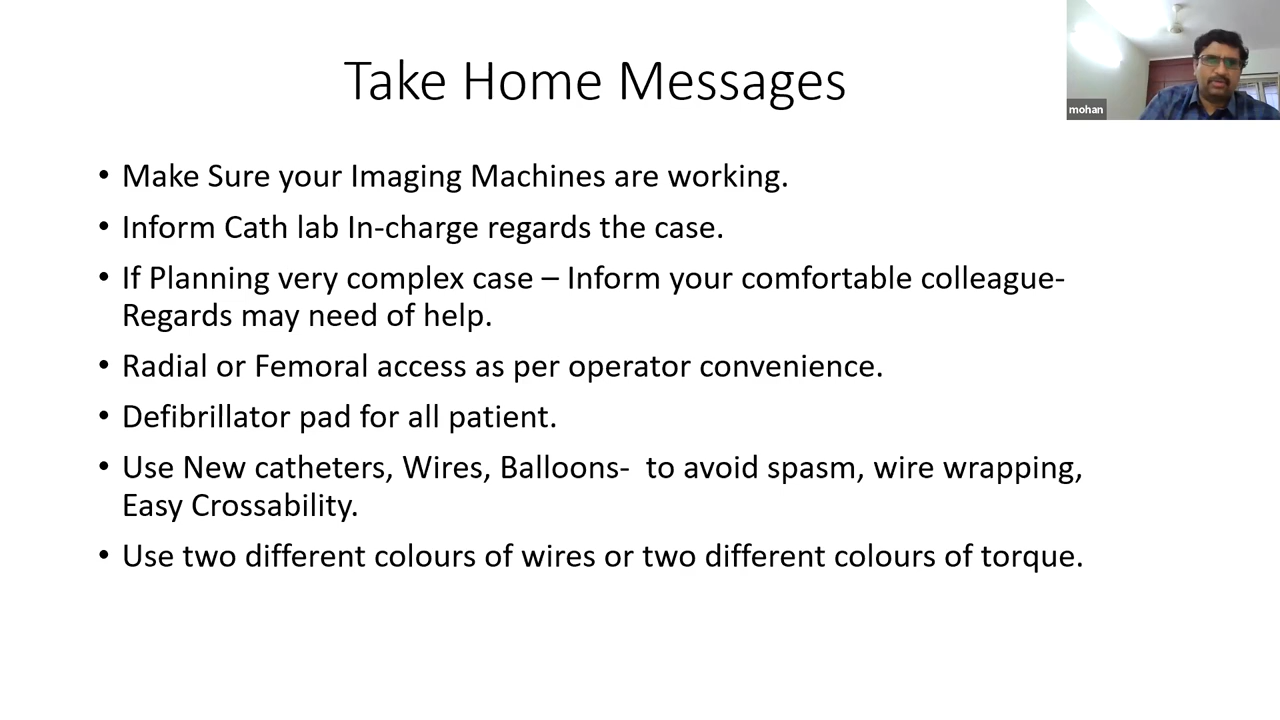 Take Home Messages
mohan
• Make Sure your Imaging Machines are working.
• Inform Cath lab In-charge regards the case.
• If Planning very complex case – Inform your comfortable colleague-
Regards may need of help.
• Radial or Femoral access as per operator convenience.
• Defibrillator pad for all patient.
• Use New catheters, Wires, Balloons-  to avoid spasm, wire wrapping,
Easy Crossability.
• Use two different colours of wires or two different colours of torque.